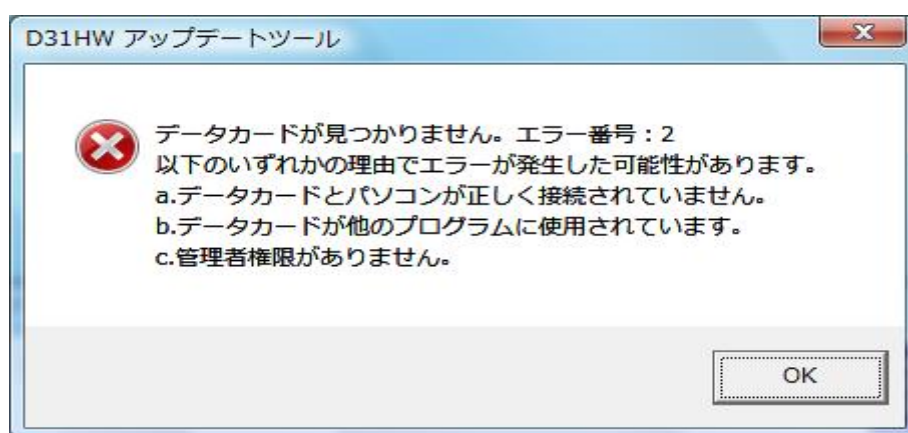 D31HW アップデートツール
データカードが見つかりません。エラー番号：2
以下のいずれかの理由でエラーが発生した可能性があります。
a.データカードとパソコンが正しく接続されていません。
b.データカードが他のプログラムに使用されています。
c.管理者権限がありません。
OK